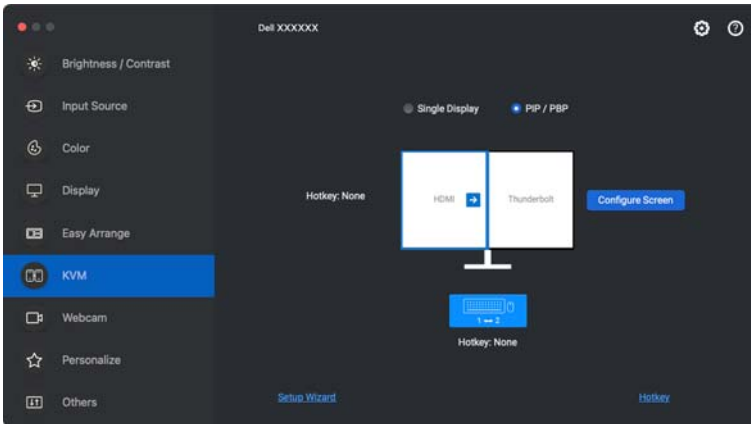 Dell XXXXXX
Brightness / Contrast
Input Source
Color
Display
Easy Arrange
KVM
Webcam
Personalize
Others
Single Display
PIP / PBP
Hotkey: None
HDMI
Thunderbolt
Configure Screen
1 ↔ 2
Hotkey: None
Setup Wizard
Hotkey